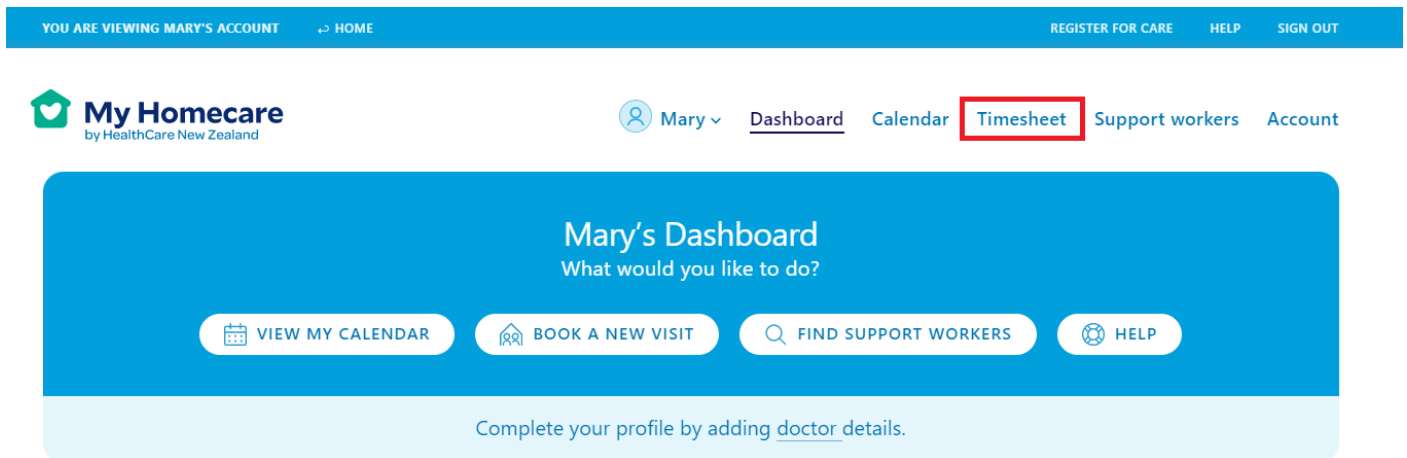 YOU ARE VIEWING MARY'S ACCOUNT HOME REGISTER FOR CARE HELP SIGN OUT
My Homecare
by HealthCare New Zealand
Mary Dashboard Calendar Timesheet Support workers Account
Mary's Dashboard
What would you like to do?
VIEW MY CALENDAR BOOK A NEW VISIT FIND SUPPORT WORKERS HELP
Complete your profile by adding doctor details.